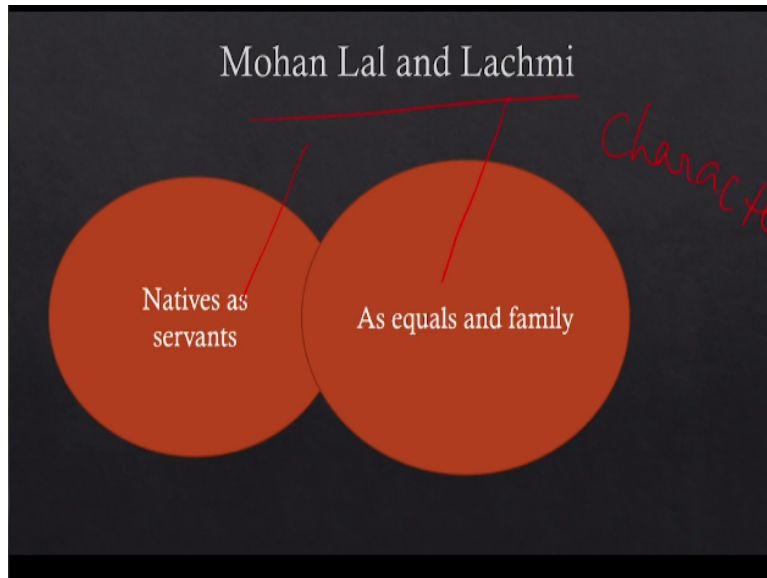 Mohan Lal and Lachmi
Natives as
servants
As equals and family